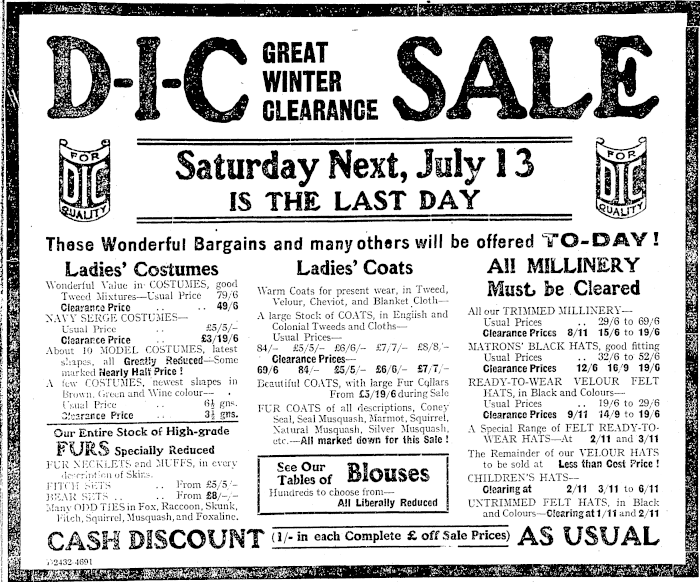 D-I-C GREAT WINTER CLEARANCE SALE
FOR
DIC
QUALITY
Saturday Next, July 13
IS THE LAST DAY
FOR
DIC
QUALITY
These Wonderful Bargains and many others will be offered TO-DAY!
Ladies' Costumes
Wonderful Value in COSTUMES, good
Tweed Mixtures—Usual Price 79/6
Clearance Price .. .. 49/6
NAVY SERGE COSTUMES—
Usual Price .. £5/5/-
Clearance Price .. £3/19/6
About 10 MODEL COSTUMES, latest
shapes, all Greatly Reduced—Some
marked Nearly Half Price!
A few COSTUMES, newest shapes in
Brown, Green and Wine colour— .
Usual Price .. .. 6½ gns.
Clearance Price .. 3½ gns.
Our Entire Stock of High-grade
FURS Specially Reduced
FUR NECKLETS and MUFFS, in every
description of Skins.
FITCH SETS .. From £5/5/-
BEAR SETS .. .. From £8/-/-
Many ODD TIES in Fox, Raccoon, Skunk,
Fitch, Squirrel, Musquash, and Foxaline.
Ladies' Coats
Warm Coats for present wear, in Tweed,
Velour, Cheviot, and Blanket Cloth—
A large Stock of COATS, in English and
Colonial Tweeds and Cloths—
Usual Prices—
84/- £5/5/- £6/6/- £7/7/- £8/8/-
Clearance Prices—
69/6 84/- £5/5/- £6/6/- £7/7/-
Beautiful COATS, with large Fur Collars
From £5/19/6 during Sale
FUR COATS of all descriptions, Coney
Seal, Seal Musquash, Marmot, Squirrel,
Natural Musquash, Silver Musquash,
etc.—All marked down for this Sale!
See Our
Tables of Blouses
Hundreds to choose from—
All Liberally Reduced
All MILLINERY
Must be Cleared
All our TRIMMED MILLINERY—
Usual Prices .. 29/6 to 69/6
Clearance Prices 8/11 15/6 to 19/6
MATRONS' BLACK HATS, good fitting
Usual Prices .. 32/6 to 52/6
Clearance Prices 12/6 16/9 19/6
READY-TO-WEAR VELOUR FELT
HATS, in Black and Colours—
Usual Prices .. 19/6 to 29/6
Clearance Prices 9/11 14/9 to 19/6
A Special Range of FELT READY-TO-
WEAR HATS—At 2/11 and 3/11
The Remainder of our VELOUR HATS
to be sold at Less than Cost Price!
CHILDREN'S HATS—
Clearing at 2/11 3/11 to 6/11
UNTRIMMED FELT HATS, in Black
and Colours—Clearing at 1/11 and 2/11
CASH DISCOUNT (1/- in each Complete £ off Sale Prices) AS USUAL
D2432-4691